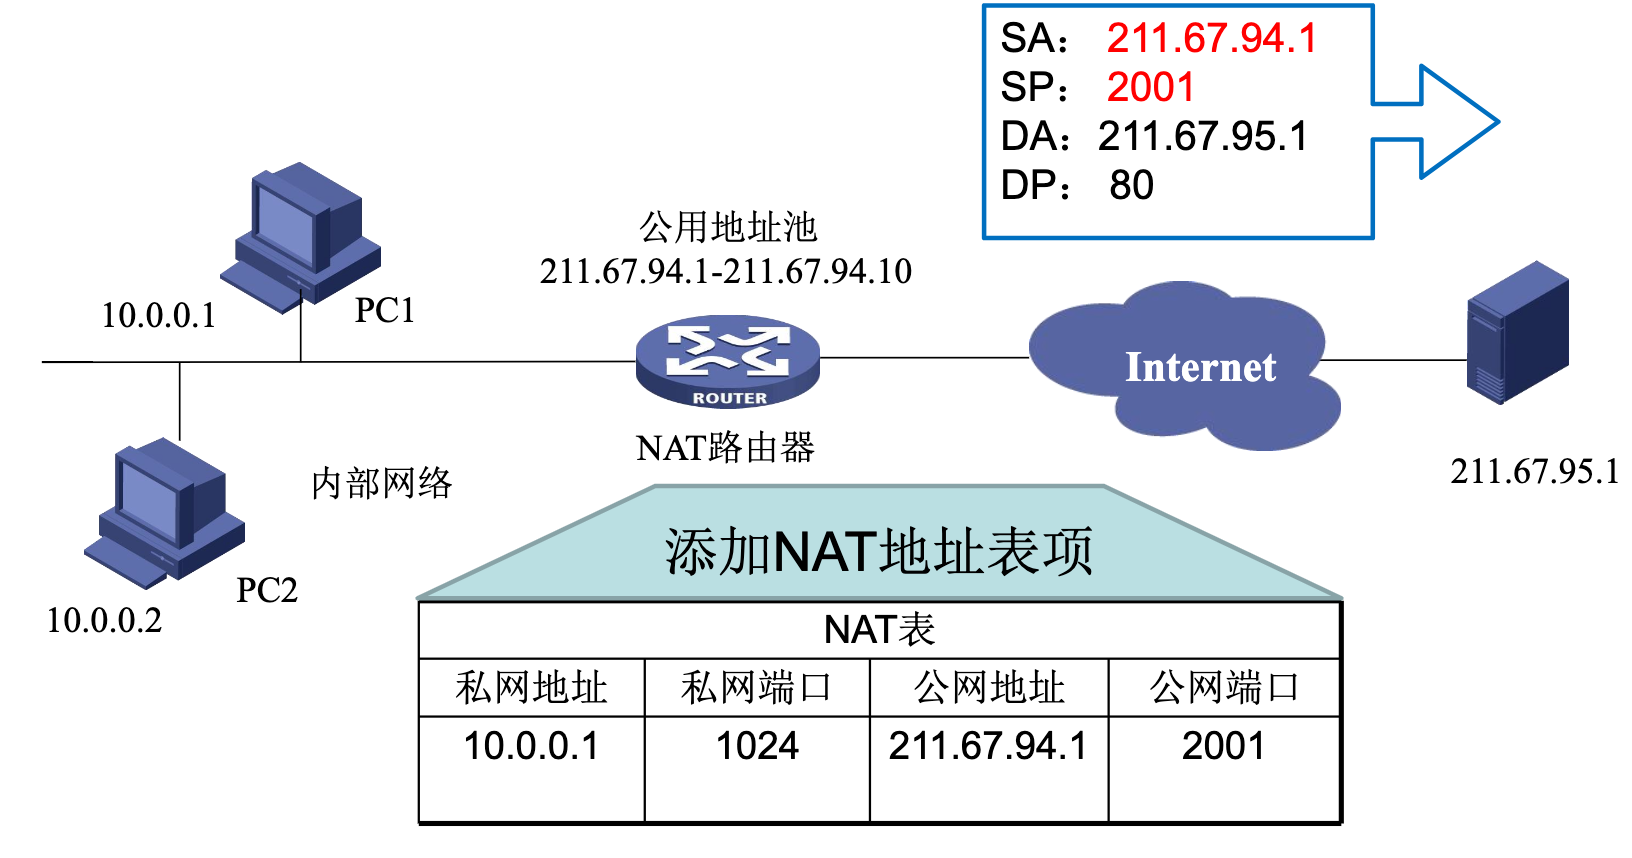 SA： 211.67.94.1
SP： 2001
DA：211.67.95.1
DP： 80
公用地址池
211.67.94.1-211.67.94.10
10.0.0.1
PC1
Internet
ROUTER
NAT路由器
211.67.95.1
内部网络
PC2
10.0.0.2
添加NAT地址表项
NAT表
私网地址 私网端口 公网地址 公网端口
10.0.0.1 1024 211.67.94.1 2001